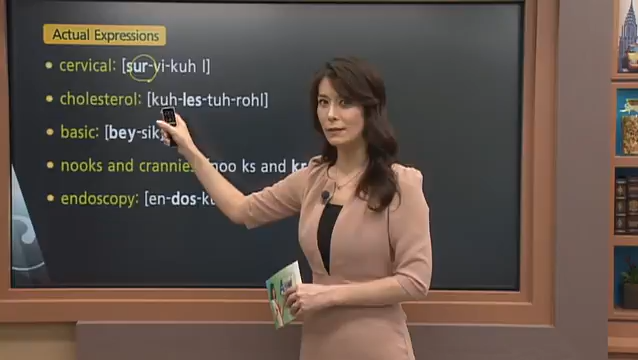 Actual Expressions
• cervical: [sur-vi-kuh l]
• cholesterol: [kuh-les-tuh-rohl]
• basic: [bey-sik]
• nooks and crannies [noo ks and kr
• endoscopy: [en-dos-k